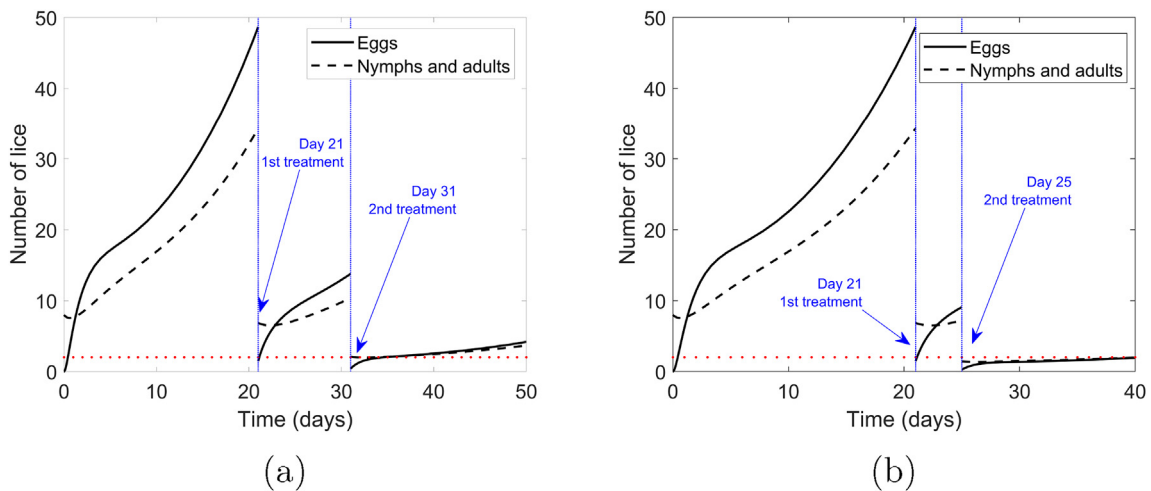 50
40
30
20
10
0
Number of lice
Eggs
Nymphs and adults
Day 21
1st treatment
Day 31
2nd treatment
0 10 20 30 40 50
Time (days)
(a)
50
40
30
20
10
0
Number of lice
Eggs
Nymphs and adults
Day 25
2nd treatment
Day 21
1st treatment
0 10 20 30 40
Time (days)
(b)